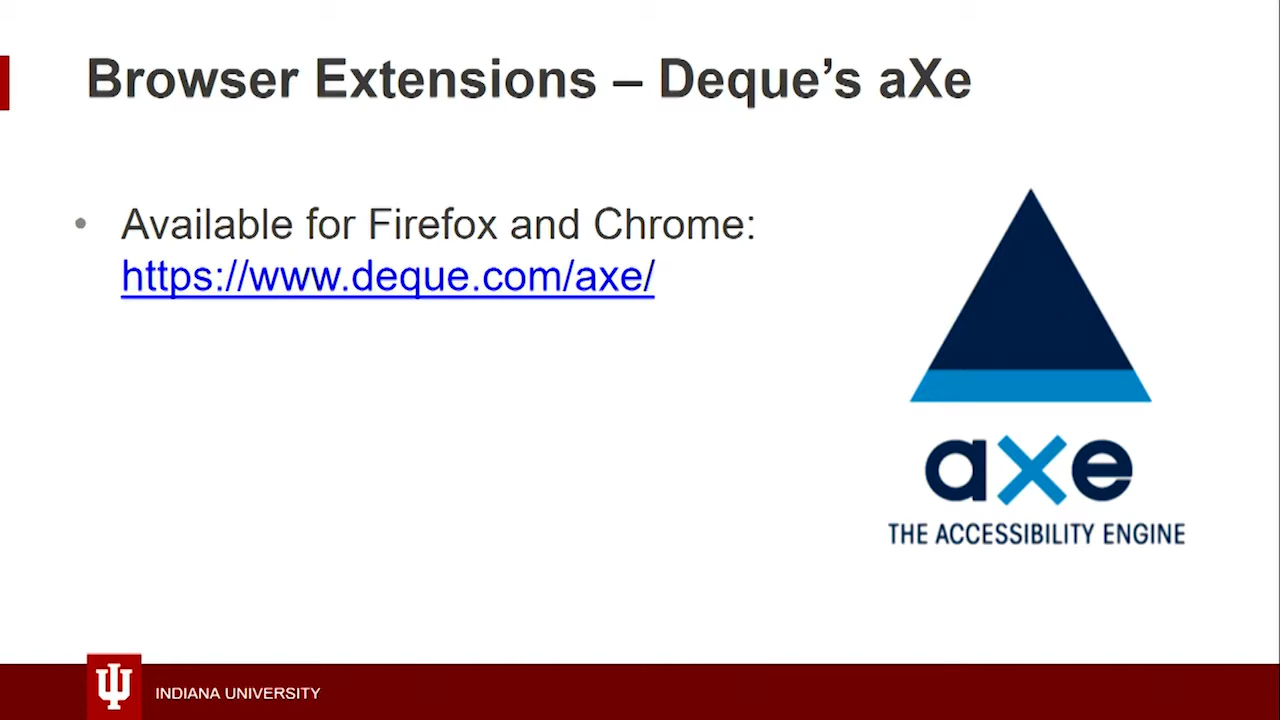 Browser Extensions – Deque’s aXe
• Available for Firefox and Chrome:
https://www.deque.com/axe/
axe
THE ACCESSIBILITY ENGINE
INDIANA UNIVERSITY